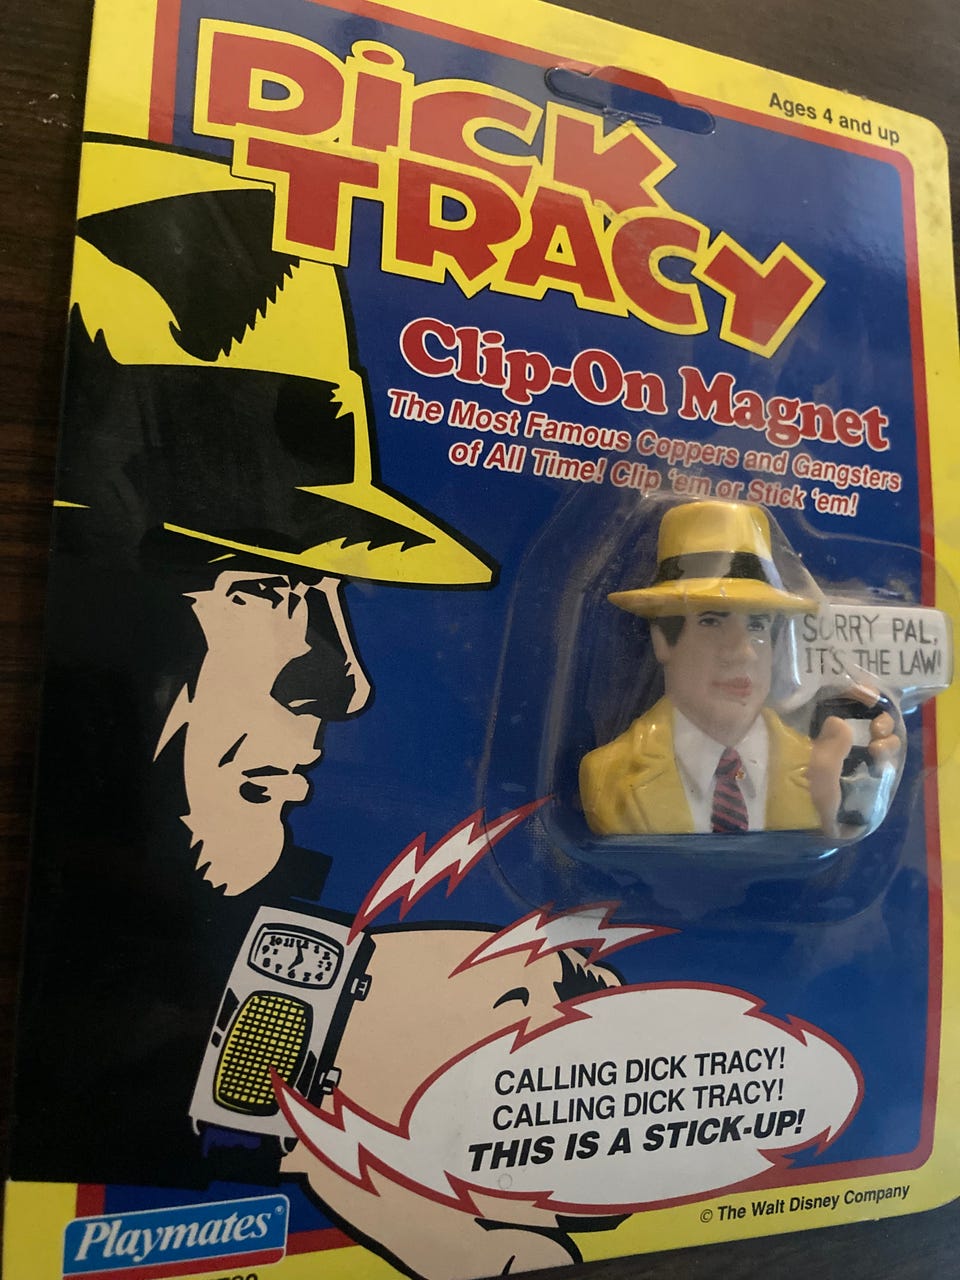 Ages 4 and up
DiCK
TRACY
Clip-On Magnet
The Most Famous Coppers and Gangsters
of All Time! Clip 'em or Stick 'em!
SORRY PAL,
IT'S THE LAW!
CALLING DICK TRACY!
CALLING DICK TRACY!
THIS IS A STICK-UP!
© The Walt Disney Company
Playmates®